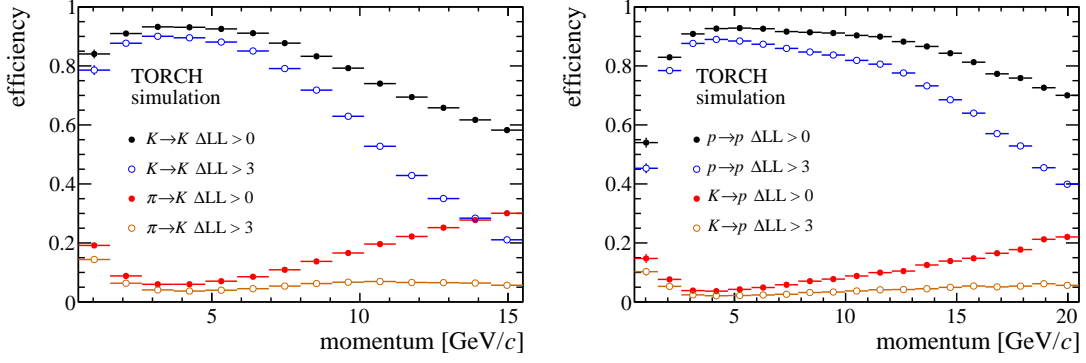 efficiency
1
0.8
0.6
0.4
0.2
0
TORCH
simulation
K→K ΔLL > 0
K→K ΔLL > 3
π→K ΔLL > 0
π→K ΔLL > 3
5
10
15
momentum [GeV/c]
efficiency
1
0.8
0.6
0.4
0.2
0
TORCH
simulation
p→p ΔLL > 0
p→p ΔLL > 3
K→p ΔLL > 0
K→p ΔLL > 3
5
10
15
20
momentum [GeV/c]